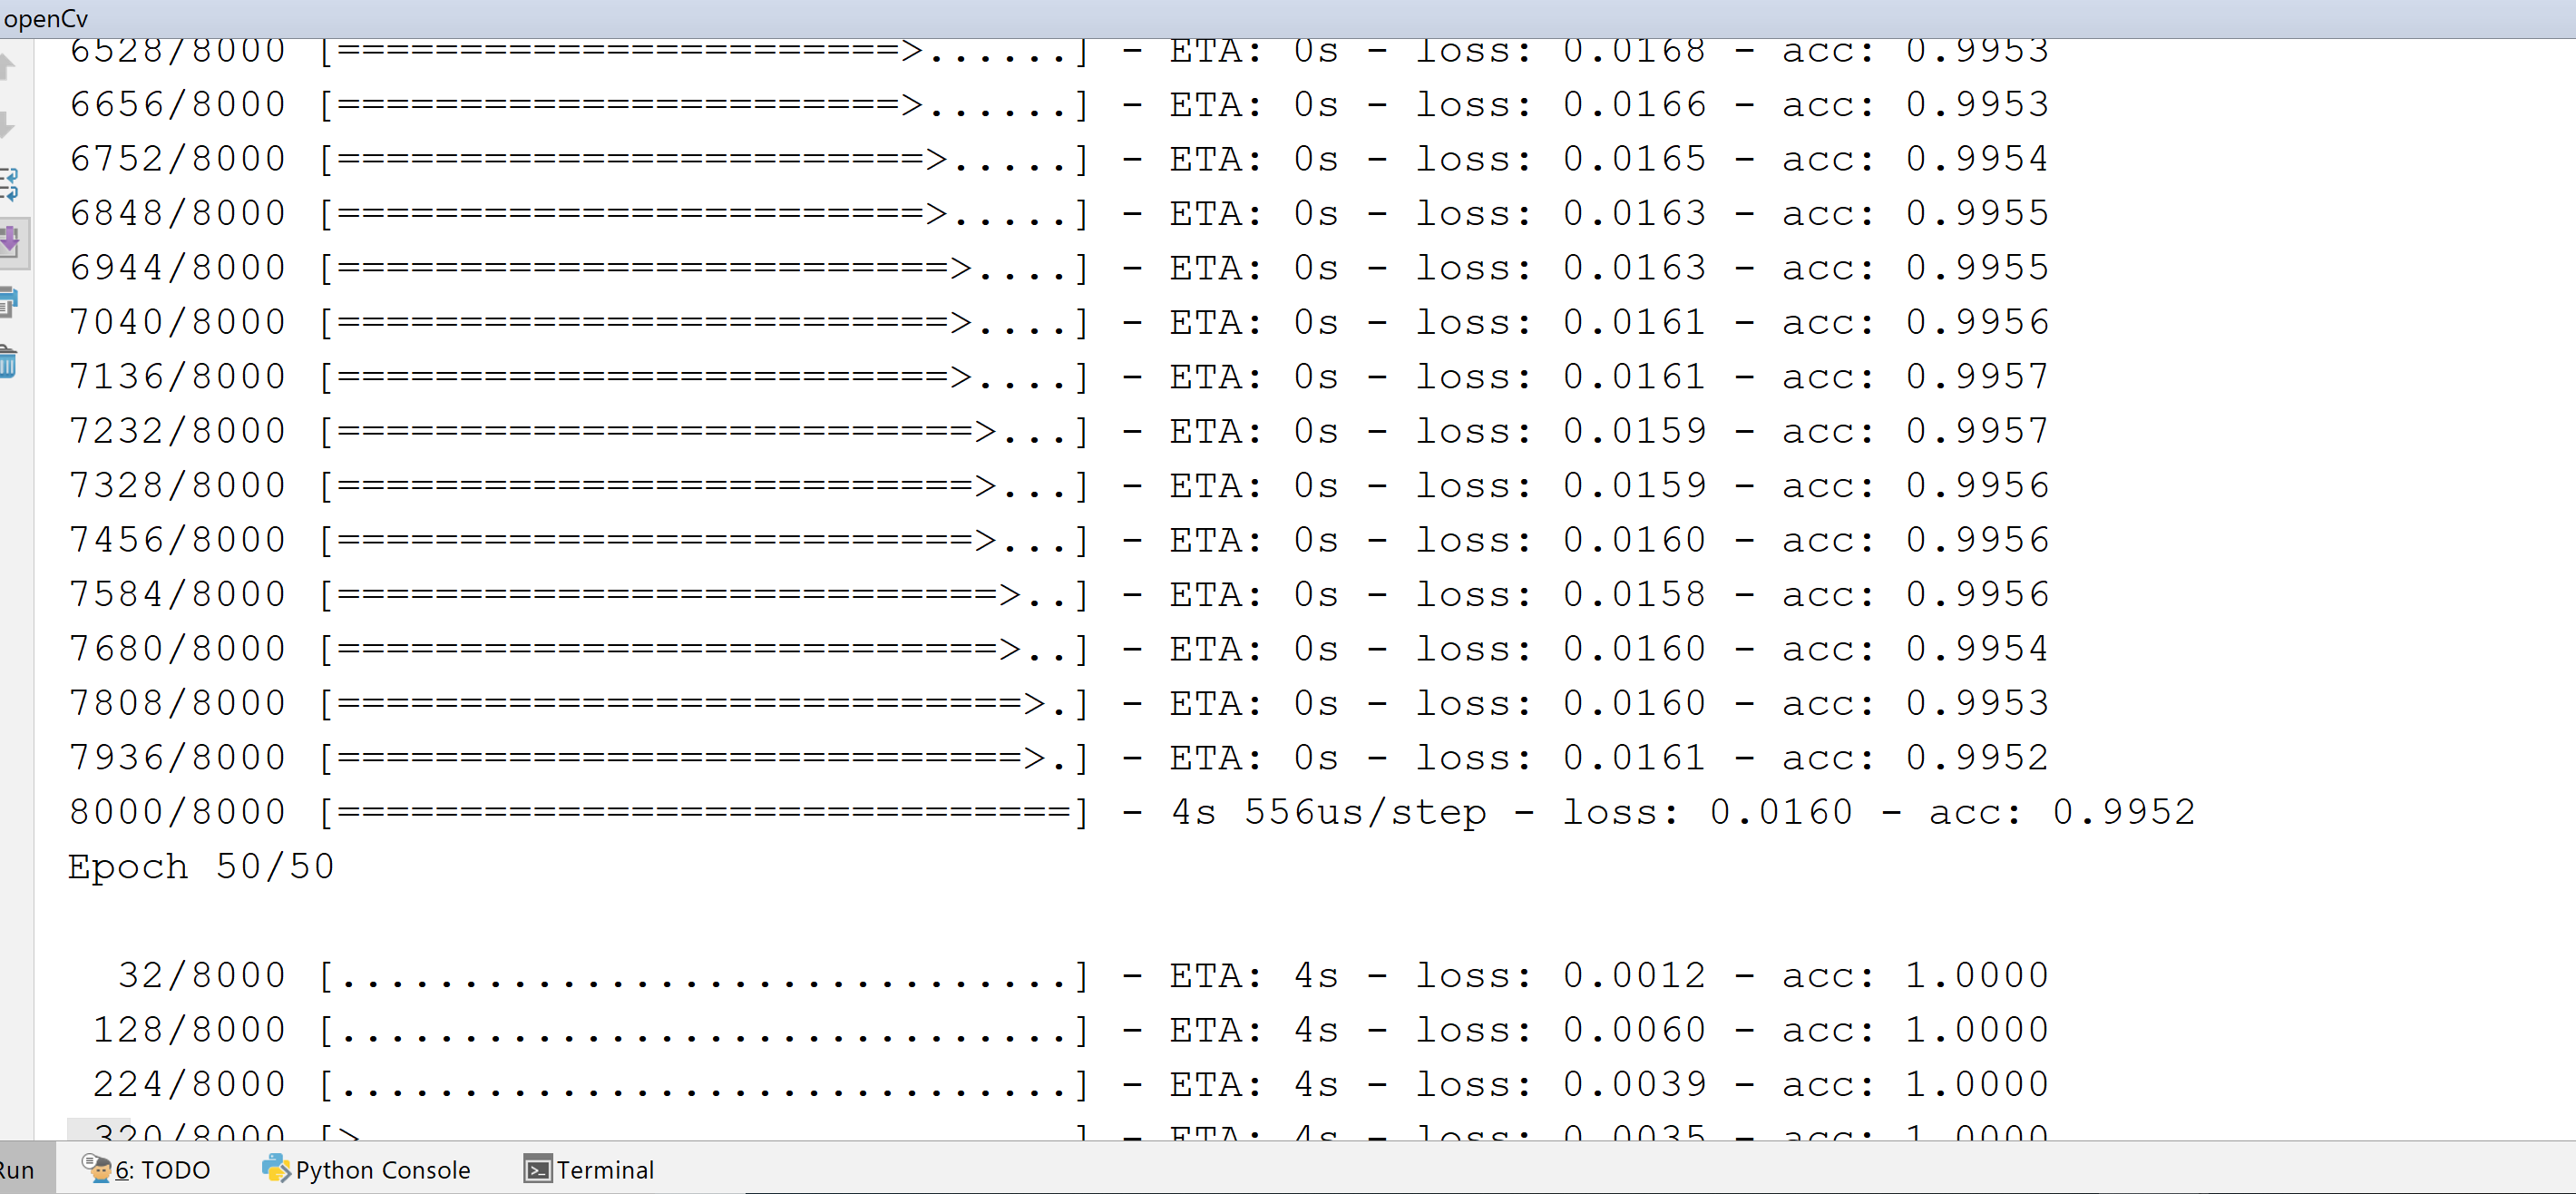 openCv
6528/8000 [=======================>......] - ETA: 0s - loss: 0.0168 - acc: 0.9953
6656/8000 [=======================>......] - ETA: 0s - loss: 0.0166 - acc: 0.9953
6752/8000 [========================>.....] - ETA: 0s - loss: 0.0165 - acc: 0.9954
6848/8000 [========================>.....] - ETA: 0s - loss: 0.0163 - acc: 0.9955
6944/8000 [=========================>....] - ETA: 0s - loss: 0.0163 - acc: 0.9955
7040/8000 [=========================>....] - ETA: 0s - loss: 0.0161 - acc: 0.9956
7136/8000 [=========================>....] - ETA: 0s - loss: 0.0161 - acc: 0.9957
7232/8000 [==========================>...] - ETA: 0s - loss: 0.0159 - acc: 0.9957
7328/8000 [==========================>...] - ETA: 0s - loss: 0.0159 - acc: 0.9956
7456/8000 [==========================>...] - ETA: 0s - loss: 0.0160 - acc: 0.9956
7584/8000 [===========================>..] - ETA: 0s - loss: 0.0158 - acc: 0.9956
7680/8000 [===========================>..] - ETA: 0s - loss: 0.0160 - acc: 0.9954
7808/8000 [============================>.] - ETA: 0s - loss: 0.0160 - acc: 0.9953
7936/8000 [============================>.] - ETA: 0s - loss: 0.0161 - acc: 0.9952
8000/8000 [==============================] - 4s 556us/step - loss: 0.0160 - acc: 0.9952
Epoch 50/50
32/8000 [..............................] - ETA: 4s - loss: 0.0012 - acc: 1.0000
128/8000 [..............................] - ETA: 4s - loss: 0.0060 - acc: 1.0000
224/8000 [..............................] - ETA: 4s - loss: 0.0039 - acc: 1.0000
320/8000 [> ] - ETA: 4s - loss: 0.0035 - acc: 1.0000
Run 6: TODO Python Console Terminal